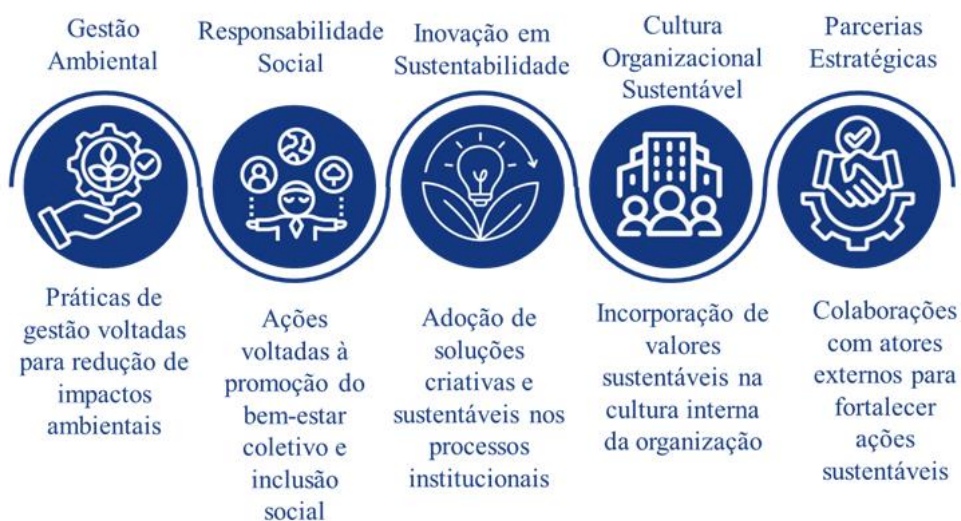 Gestão
Ambiental
Responsabilidade
Social
Inovação em
Sustentabilidade
Cultura
Organizacional
Sustentável
Parcerias
Estratégicas
Práticas de
gestão voltadas
para redução de
impactos
ambientais
Ações
voltadas à
promoção do
bem-estar
coletivo e
inclusão
social
Adoção de
soluções
criativas e
sustentáveis nos
processos
institucionais
Incorporação de
valores
sustentáveis na
cultura interna
da organização
Colaborações
com atores
externos para
fortalecer
ações
sustentáveis